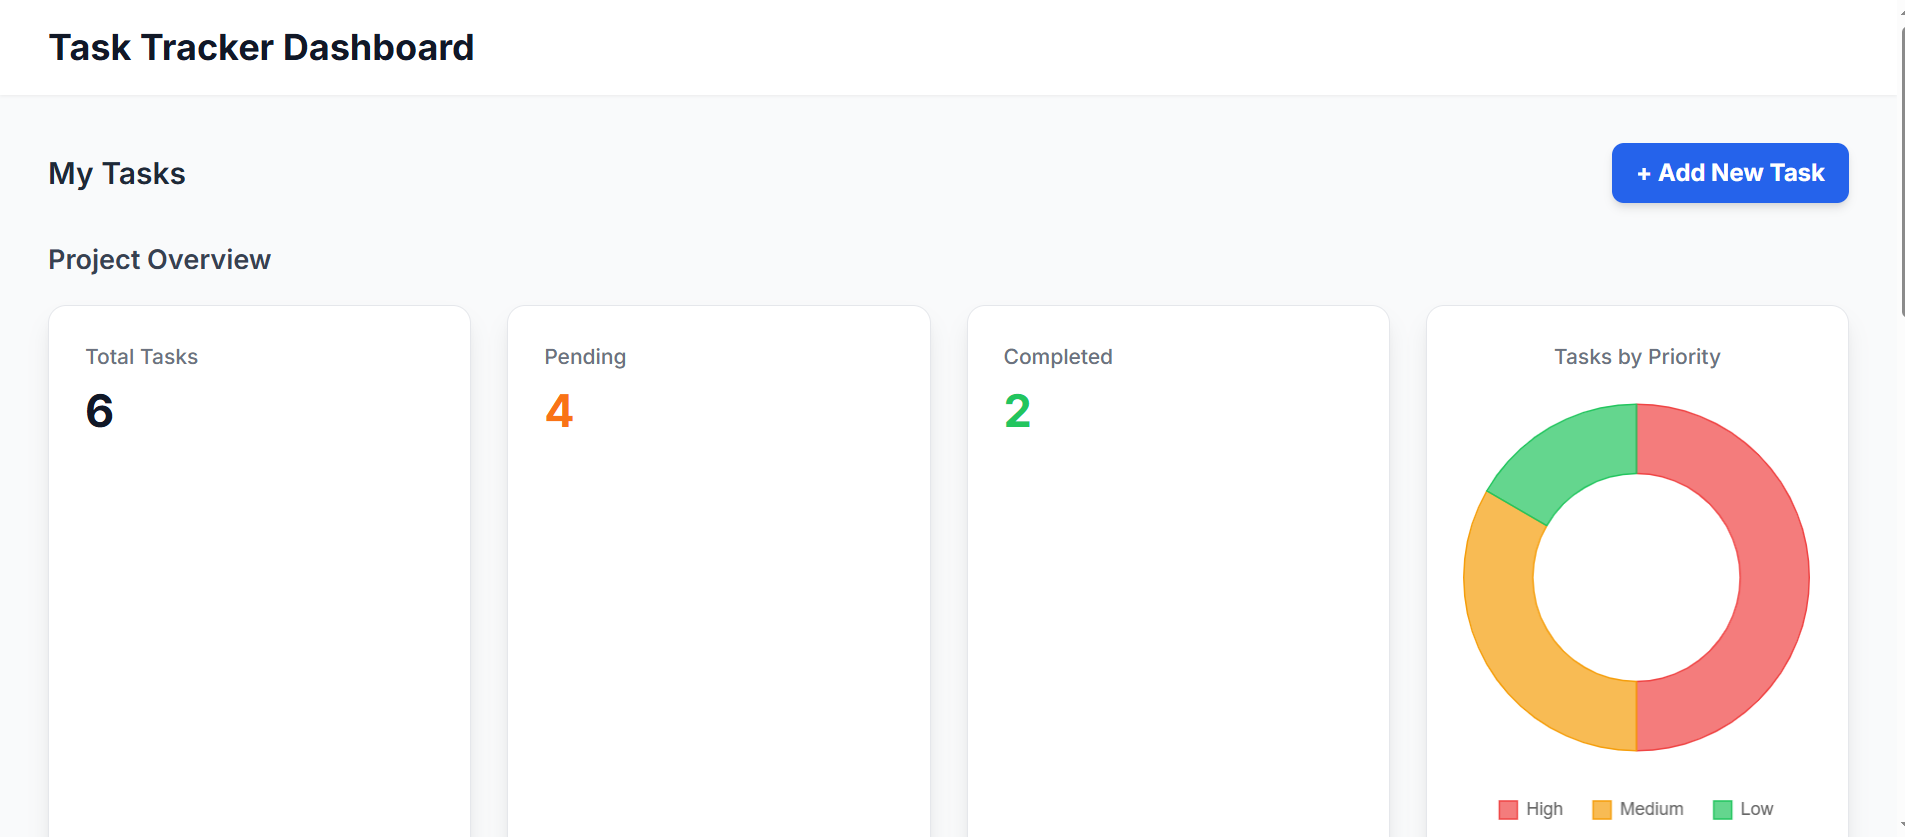 Task Tracker Dashboard
My Tasks
+ Add New Task
Project Overview
Total Tasks
6
Pending
4
Completed
2
Tasks by Priority
High
Medium
Low